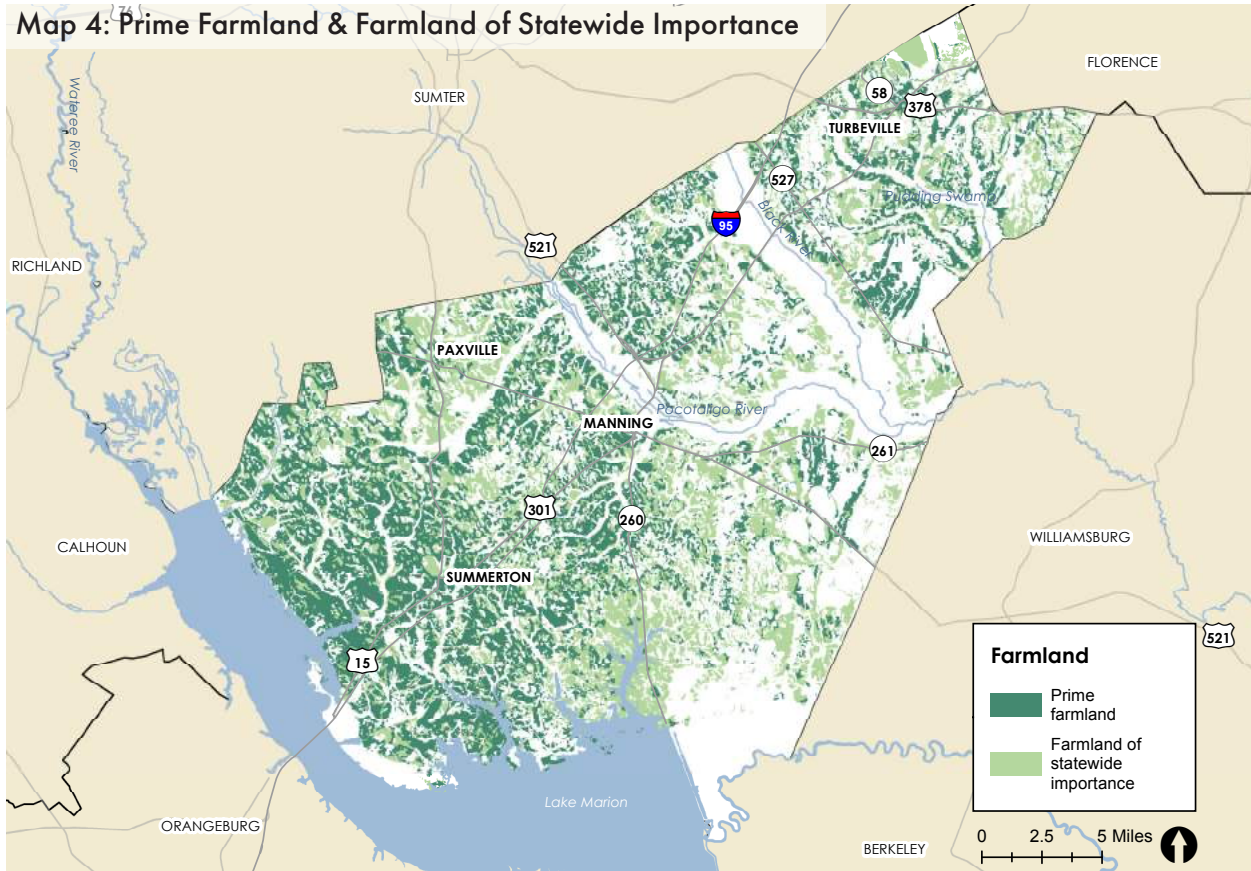 Map 4: Prime Farmland & Farmland of Statewide Importance
76
Wateree River
FLORENCE
SUMTER
58
378
TURBEVILLE
527
Pudding Swamp
95
Black River
521
RICHLAND
PAXVILLE
Pocotaligo River
MANNING
261
301
260
CALHOUN
WILLIAMSBURG
SUMMERTON
521
15
Farmland
Prime
farmland
Farmland of
statewide
importance
Lake Marion
ORANGEBURG
BERKELEY
0 2.5 5 Miles